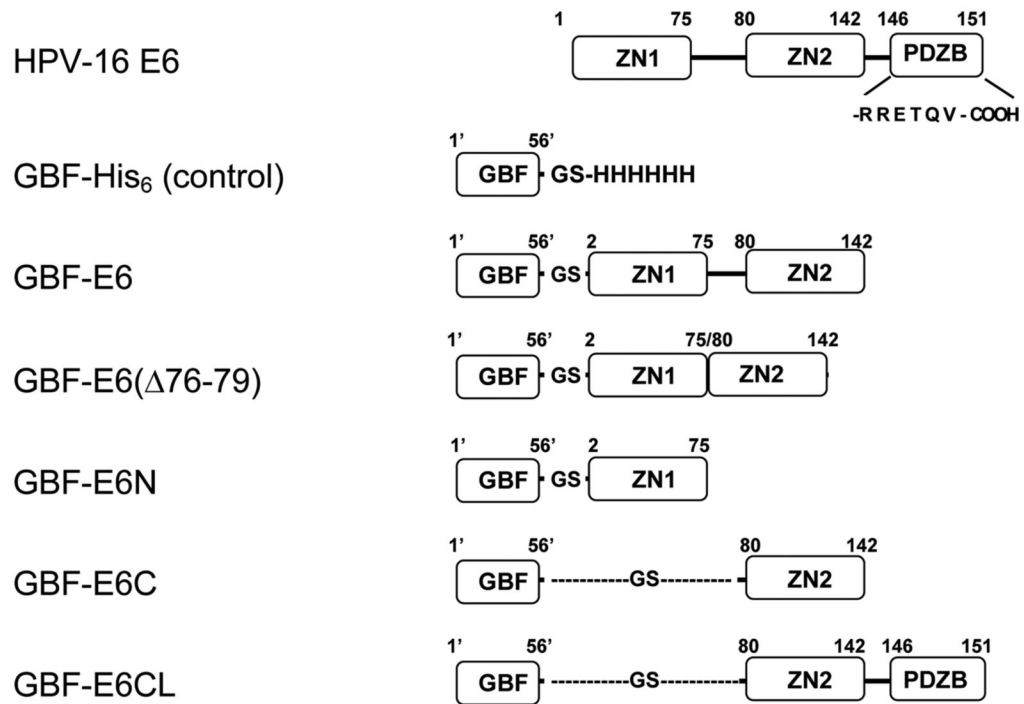 1 75 80 142 146 151
HPV-16 E6 ZN1 ZN2 PDZB
-RRETQV-COOH
1' 56'
GBF-His6 (control) GBF GS-HHHHHH
1' 56' 2 75 80 142
GBF-E6 GBF GS ZN1 ZN2
1' 56' 2 75/80 142
GBF-E6(Δ76-79) GBF GS ZN1 ZN2
1' 56' 2 75
GBF-E6N GBF GS ZN1
1' 56' 80 142
GBF-E6C GBF ---------GS--------- ZN2
1' 56' 80 142 146 151
GBF-E6CL GBF ---------GS---------- ZN2 PDZB